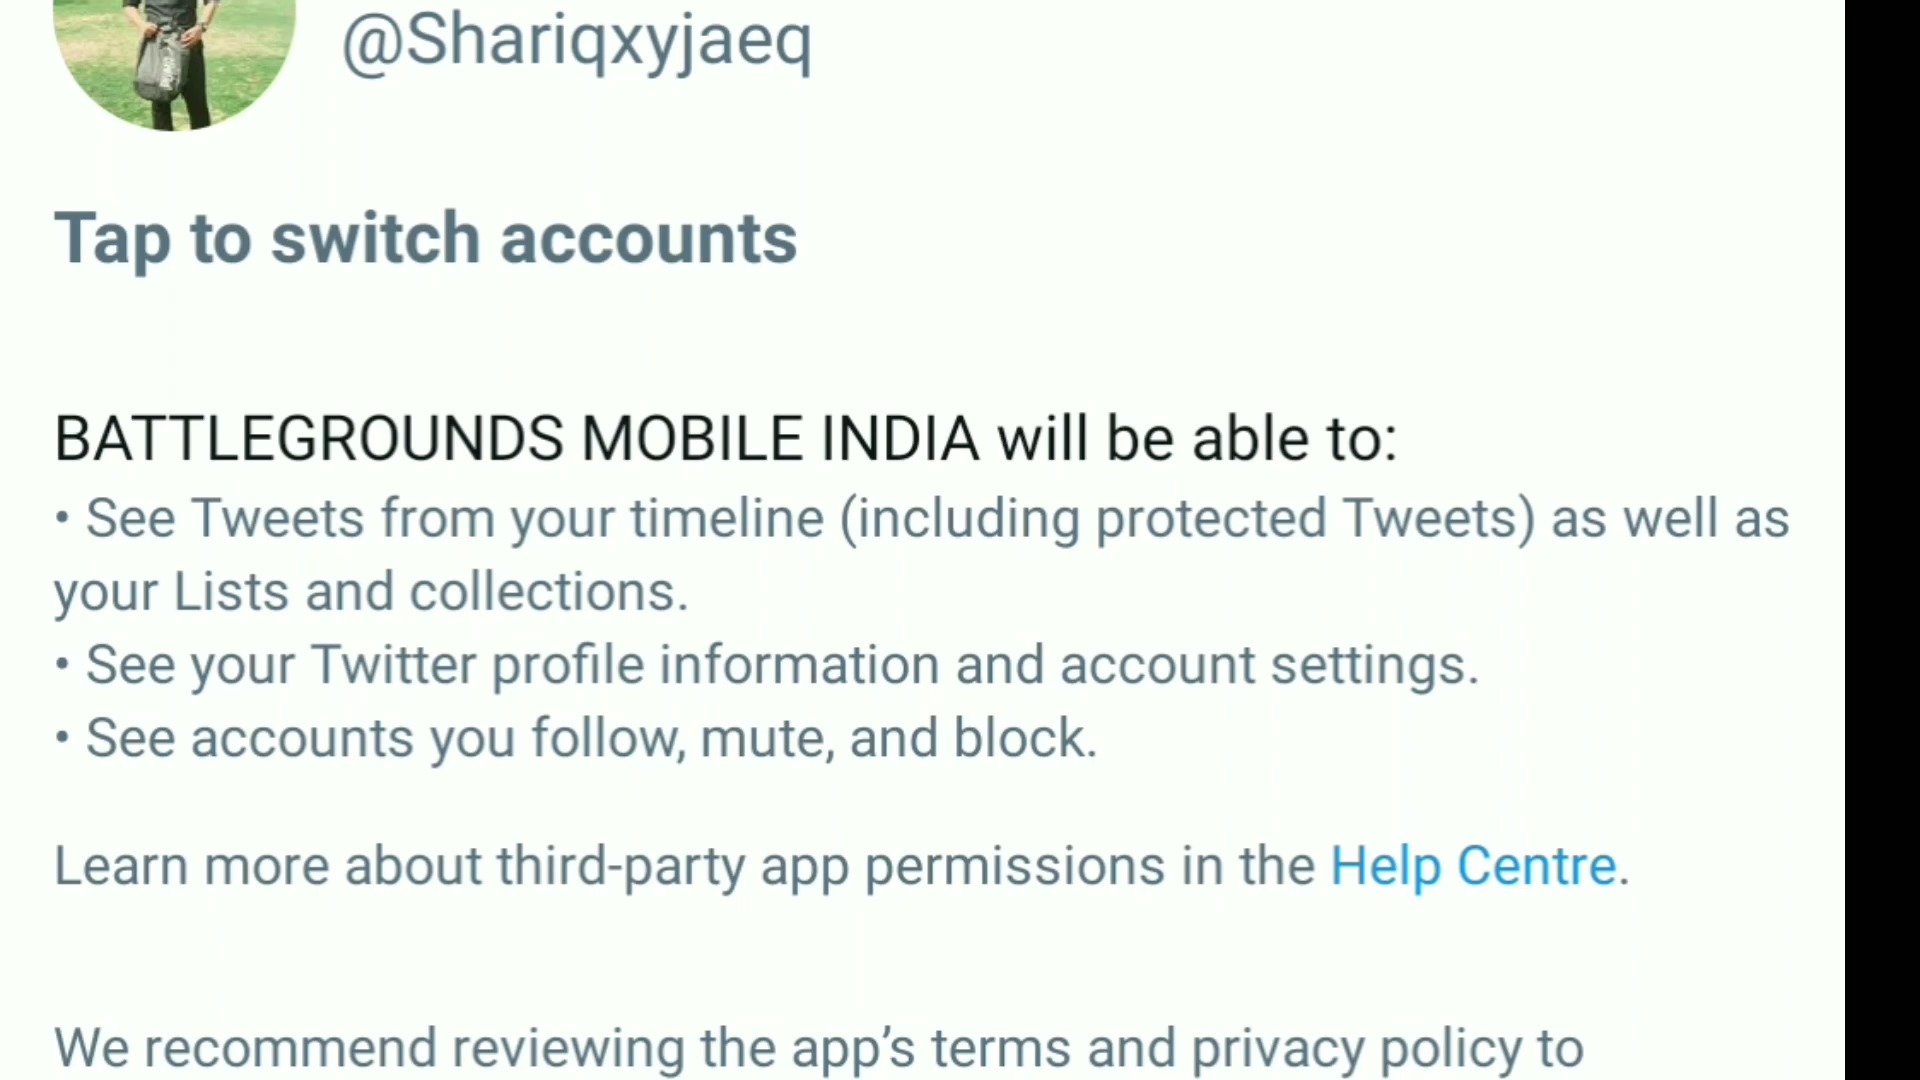 @Shariqxyjaeq
Tap to switch accounts
BATTLEGROUNDS MOBILE INDIA will be able to:
• See Tweets from your timeline (including protected Tweets) as well as
your Lists and collections.
• See your Twitter profile information and account settings.
• See accounts you follow, mute, and block.
Learn more about third-party app permissions in the Help Centre.
We recommend reviewing the app’s terms and privacy policy to